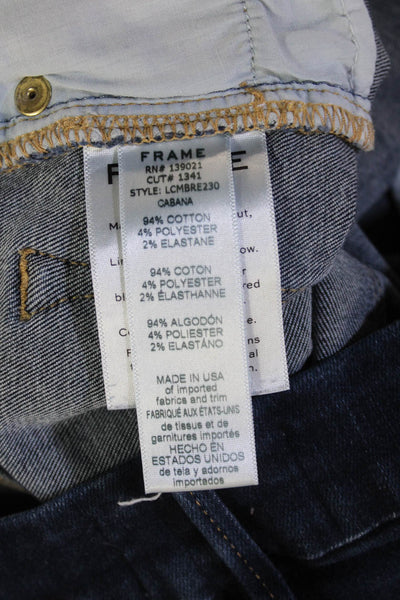 FRAME
RN# 139021
CUT# 1341
STYLE: LCMBRE230
CABANA
94% COTTON
4% POLYESTER
2% ELASTANE
94% COTON
4% POLYESTER
2% ÉLASTHANNE
94% ALGODÓN
4% POLIESTER
2% ELASTÁNO
MADE IN USA
of imported
fabrics and trim
FABRIQUÉ AUX ÉTATS-UNIS
de tissus et de
garnitures importés
HECHO EN
ESTADOS UNIDOS
de tela y adornos
importados